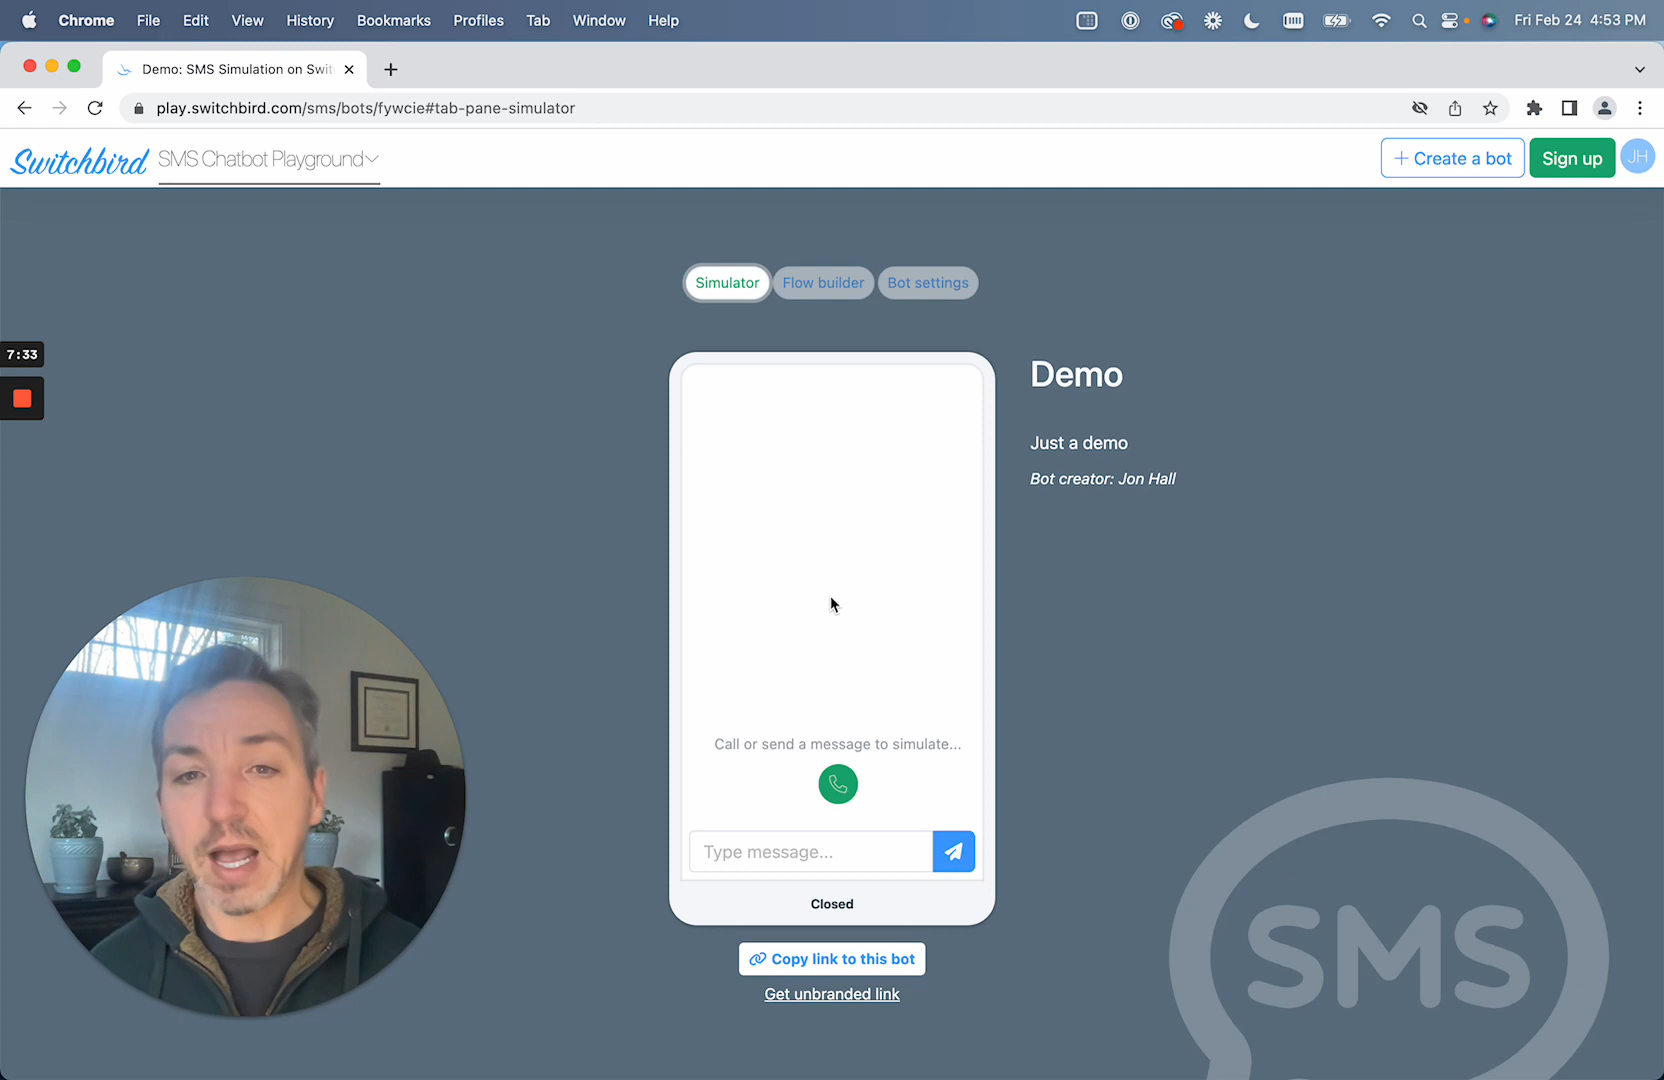 Chrome File Edit View History Bookmarks Profiles Tab Window Help Fri Feb 24 4:53 PM
Demo: SMS Simulation on Swit
play.switchbird.com/sms/bots/fywcie#tab-pane-simulator
Switchbird SMS Chatbot Playground + Create a bot Sign up JH
Simulator Flow builder Bot settings
7:33
Demo
Just a demo
Bot creator: Jon Hall
Call or send a message to simulate...
Type message...
Closed
Copy link to this bot
Get unbranded link
SMS